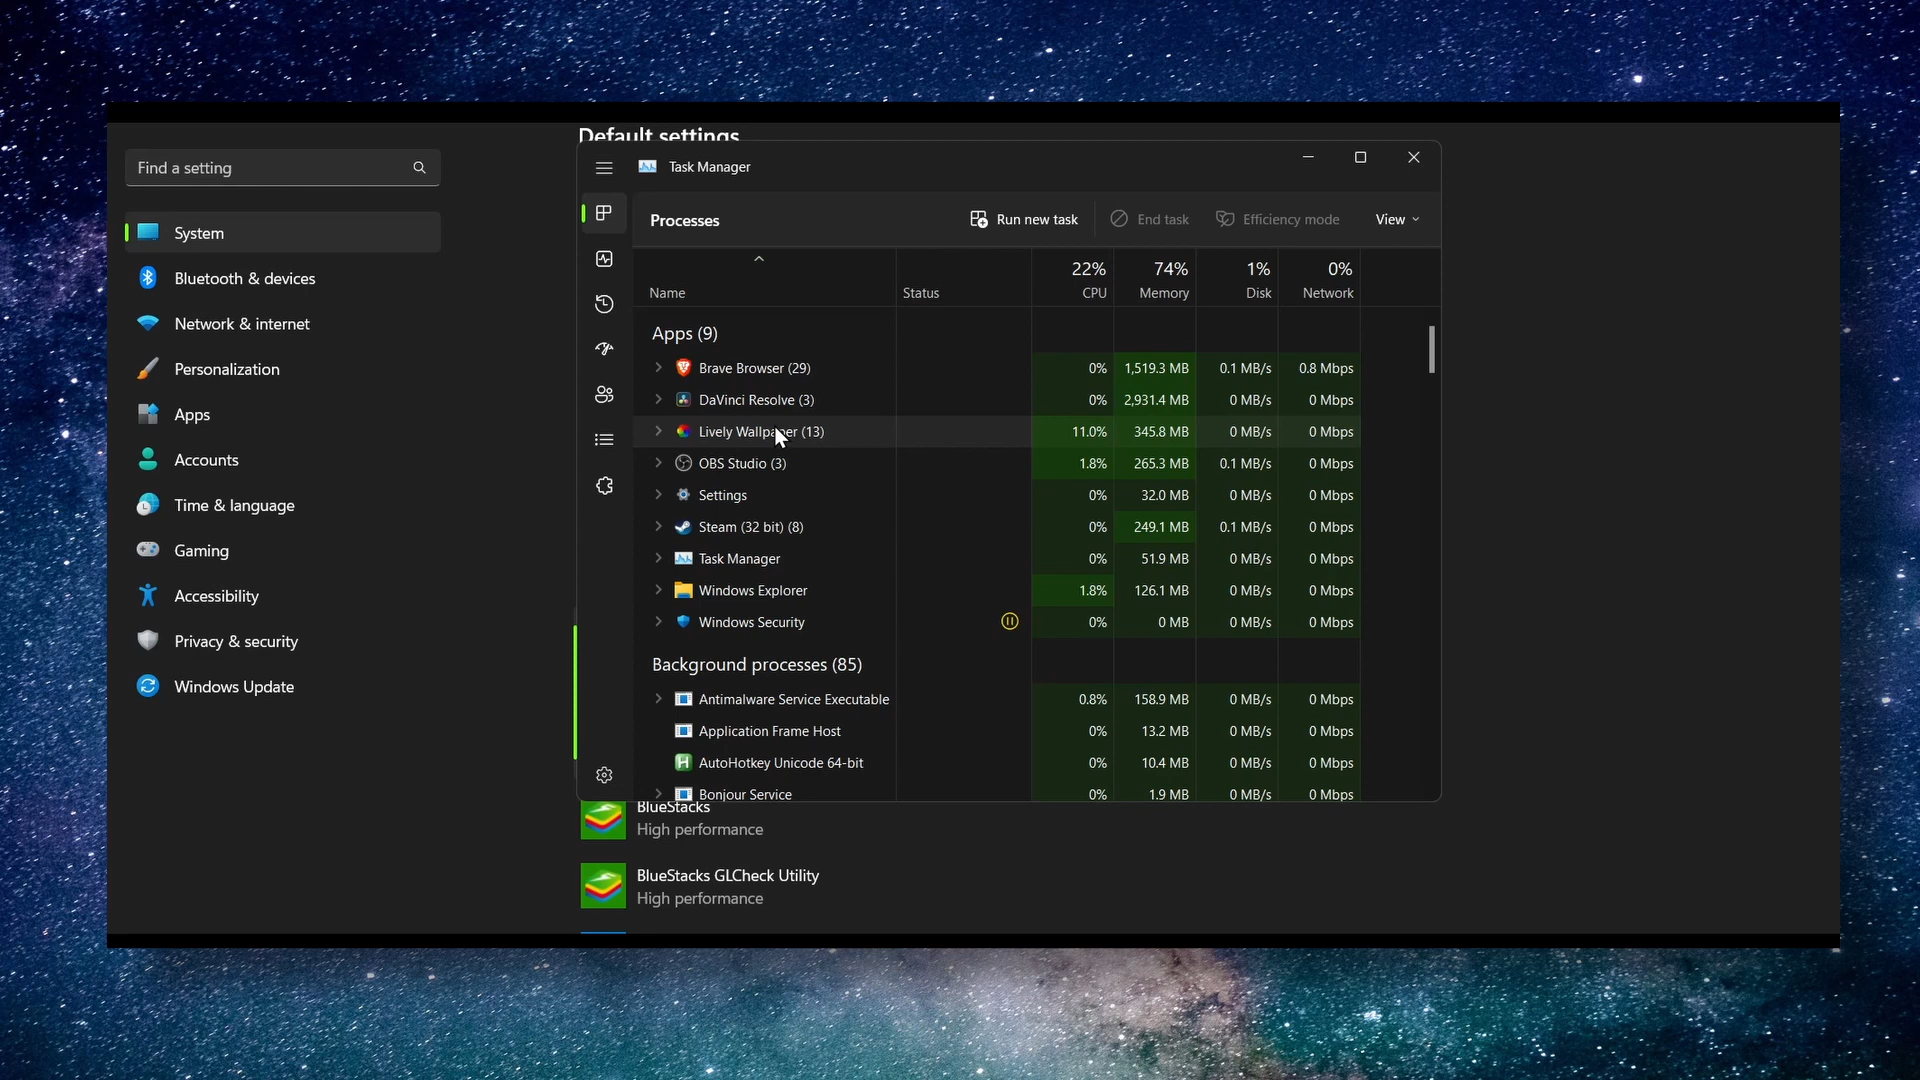 Default settings
Find a setting
System
Bluetooth & devices
Network & internet
Personalization
Apps
Accounts
Time & language
Gaming
Accessibility
Privacy & security
Windows Update
Task Manager
Processes
Run new task
End task
Efficiency mode
View
22% 74% 1% 0%
Name Status CPU Memory Disk Network
Apps (9)
Brave Browser (29) 0% 1,519.3 MB 0.1 MB/s 0.8 Mbps
DaVinci Resolve (3) 0% 2,931.4 MB 0 MB/s 0 Mbps
Lively Wallpaper (13) 11.0% 345.8 MB 0 MB/s 0 Mbps
OBS Studio (3) 1.8% 265.3 MB 0.1 MB/s 0 Mbps
Settings 0% 32.0 MB 0 MB/s 0 Mbps
Steam (32 bit) (8) 0% 249.1 MB 0.1 MB/s 0 Mbps
Task Manager 0% 51.9 MB 0 MB/s 0 Mbps
Windows Explorer 1.8% 126.1 MB 0 MB/s 0 Mbps
Windows Security 0% 0 MB 0 MB/s 0 Mbps
Background processes (85)
Antimalware Service Executable 0.8% 158.9 MB 0 MB/s 0 Mbps
Application Frame Host 0% 13.2 MB 0 MB/s 0 Mbps
AutoHotkey Unicode 64-bit 0% 10.4 MB 0 MB/s 0 Mbps
Bonjour Service 0% 1.9 MB 0 MB/s 0 Mbps
BlueStacks
High performance
BlueStacks GLCheck Utility
High performance